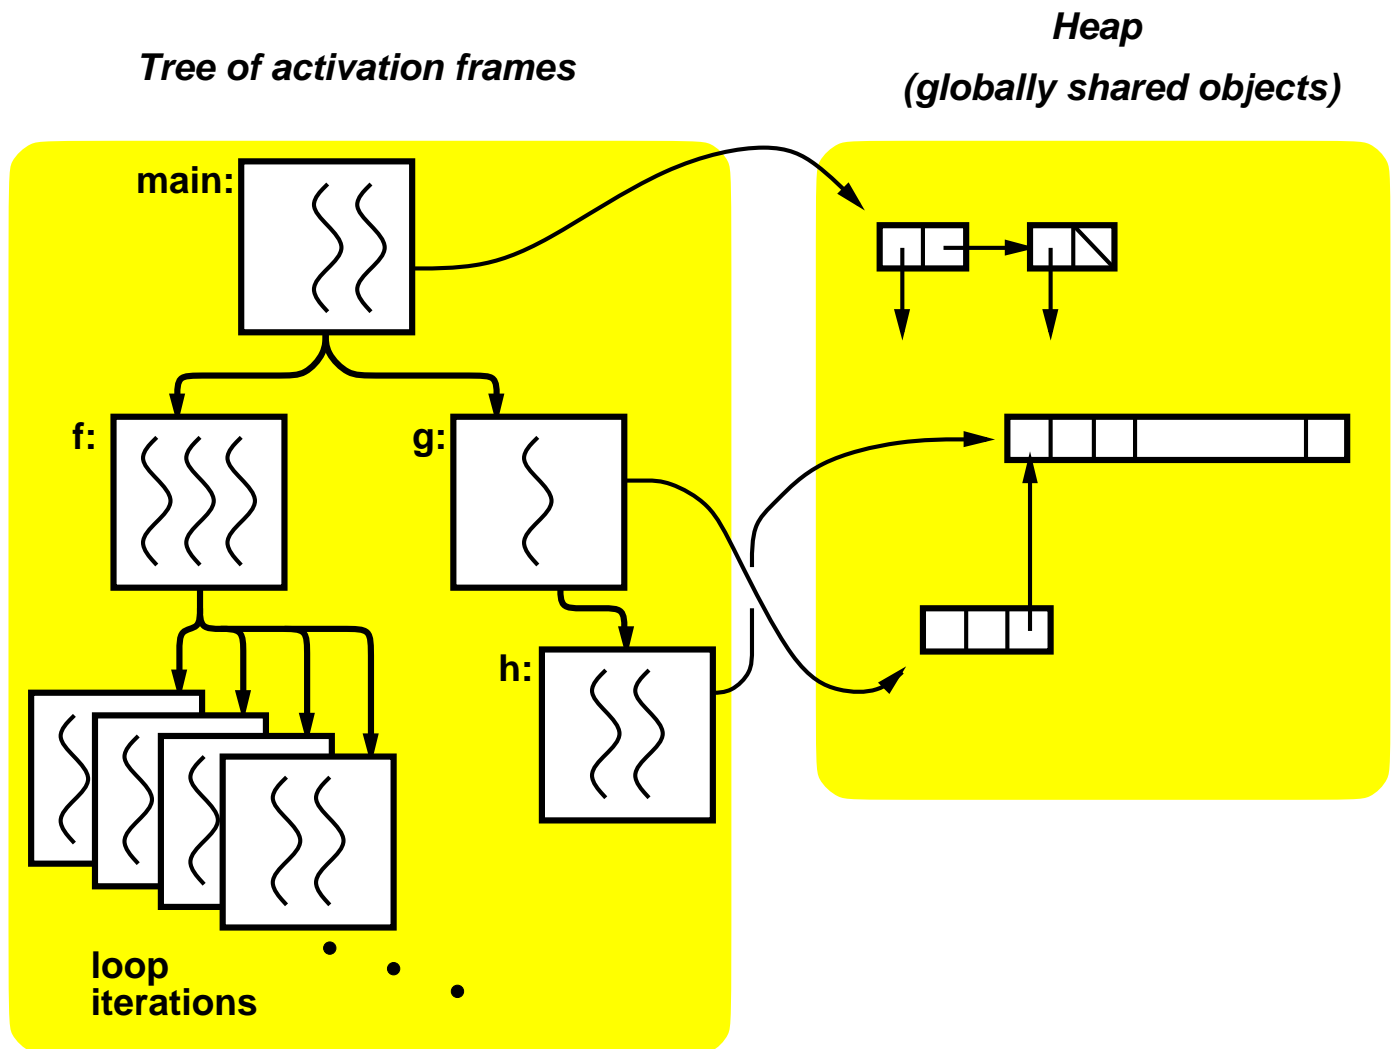 Tree of activation frames
Heap
(globally shared objects)
main:
f:
g:
h:
loop
iterations